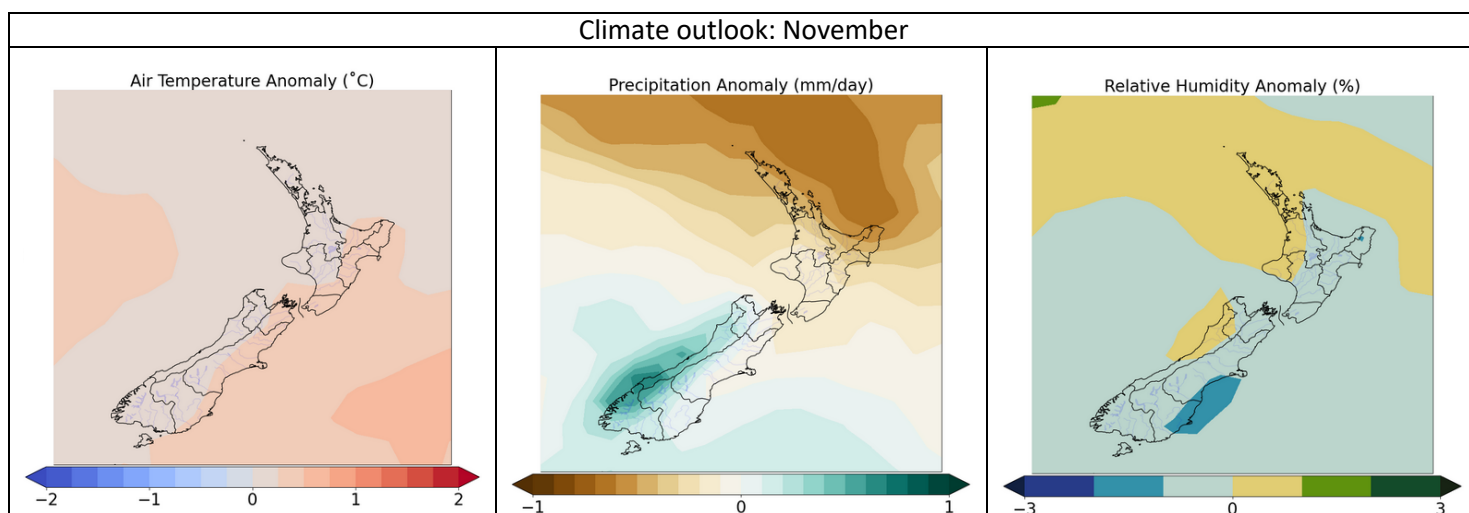 Climate outlook: November
Air Temperature Anomaly (˚C)
Precipitation Anomaly (mm/day)
Relative Humidity Anomaly (%)
−2 −1 0 1 2
−1 0 1
−3 0 3